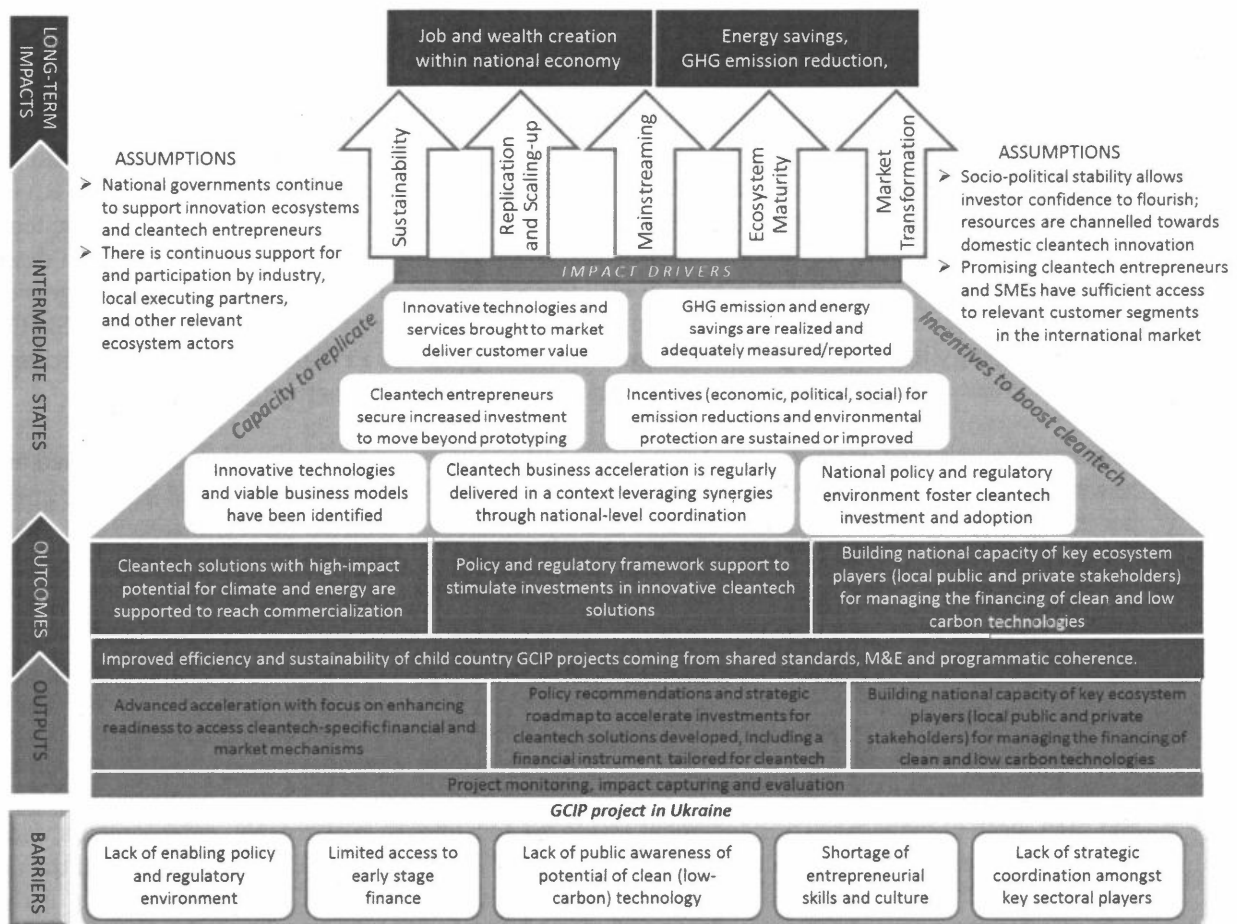 LONG-TERM
IMPACTS
Job and wealth creation
within national economy
Energy savings,
GHG emission reduction,
Sustainability
Replication
and Scaling-up
Mainstreaming
Ecosystem
Maturity
Market
Transformation
ASSUMPTIONS
➢ National governments continue
to support innovation ecosystems
and cleantech entrepreneurs
➢ There is continuous support for
and participation by industry,
local executing partners,
and other relevant
ecosystem actors
ASSUMPTIONS
➢ Socio-political stability allows
investor confidence to flourish;
resources are channelled towards
domestic cleantech innovation
➢ Promising cleantech entrepreneurs
and SMEs have sufficient access
to relevant customer segments
in the international market
IMPACT DRIVERS
INTERMEDIATE STATES
Capacity to replicate
Incentives to boost cleantech
Innovative technologies and
services brought to market
deliver customer value
GHG emission and energy
savings are realized and
adequately measured/reported
Cleantech entrepreneurs
secure increased investment
to move beyond prototyping
Incentives (economic, political, social) for
emission reductions and environmental
protection are sustained or improved
Innovative technologies
and viable business models
have been identified
Cleantech business acceleration is regularly
delivered in a context leveraging synergies
through national-level coordination
National policy and regulatory
environment foster cleantech
investment and adoption
OUTCOMES
Cleantech solutions with high-impact
potential for climate and energy are
supported to reach commercialization
Policy and regulatory framework support to
stimulate investments in innovative cleantech
solutions
Building national capacity of key ecosystem
players (local public and private stakeholders)
for managing the financing of clean and low
carbon technologies
Improved efficiency and sustainability of child country GCIP projects coming from shared standards, M&E and programmatic coherence.
OUTPUTS
Advanced acceleration with focus on enhancing
readiness to access cleantech-specific financial and
market mechanisms
Policy recommendations and strategic
roadmap to accelerate investments for
cleantech solutions developed, including a
financial instrument tailored for cleantech
Building national capacity of key ecosystem
players (local public and private
stakeholders) for managing the financing of
clean and low carbon technologies
Project monitoring, impact capturing and evaluation
GCIP project in Ukraine
BARRIERS
Lack of enabling policy
and regulatory
environment
Limited access to
early stage
finance
Lack of public awareness of
potential of clean (low-
carbon) technology
Shortage of
entrepreneurial
skills and culture
Lack of strategic
coordination amongst
key sectoral players